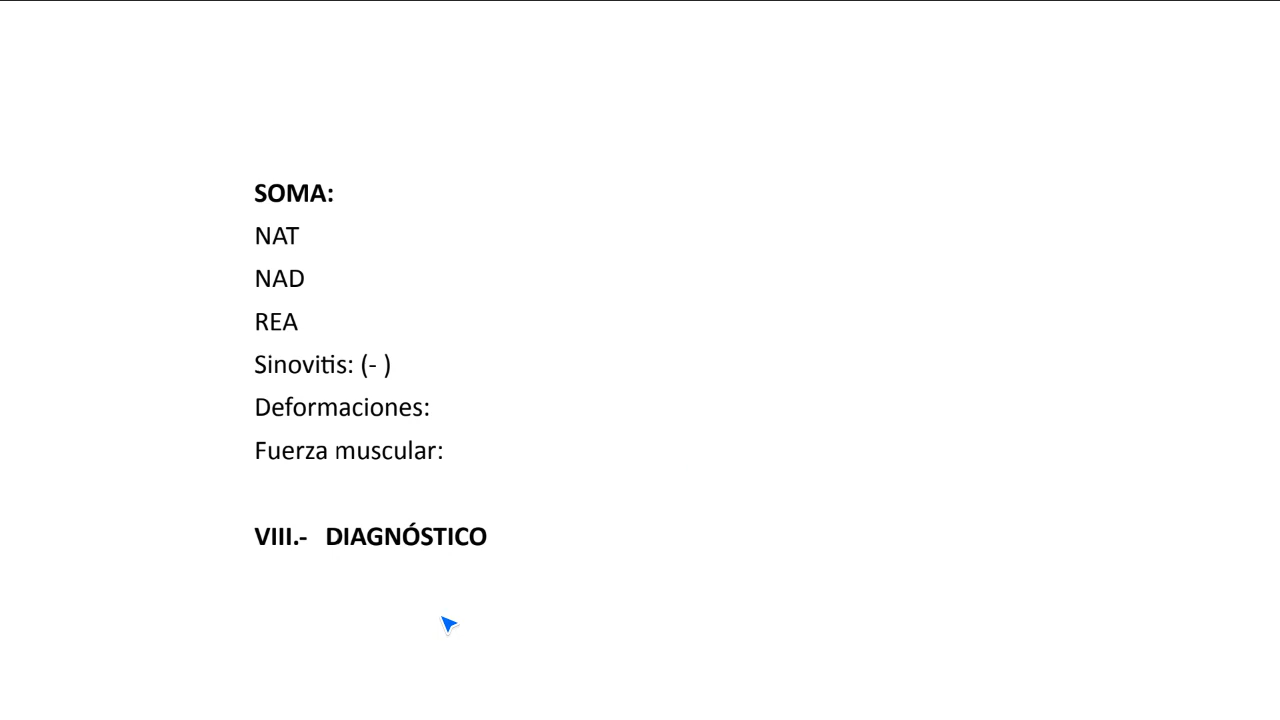 SOMA:
NAT
NAD
REA
Sinovitis: (- )
Deformaciones:
Fuerza muscular:
VIII.- DIAGNÓSTICO